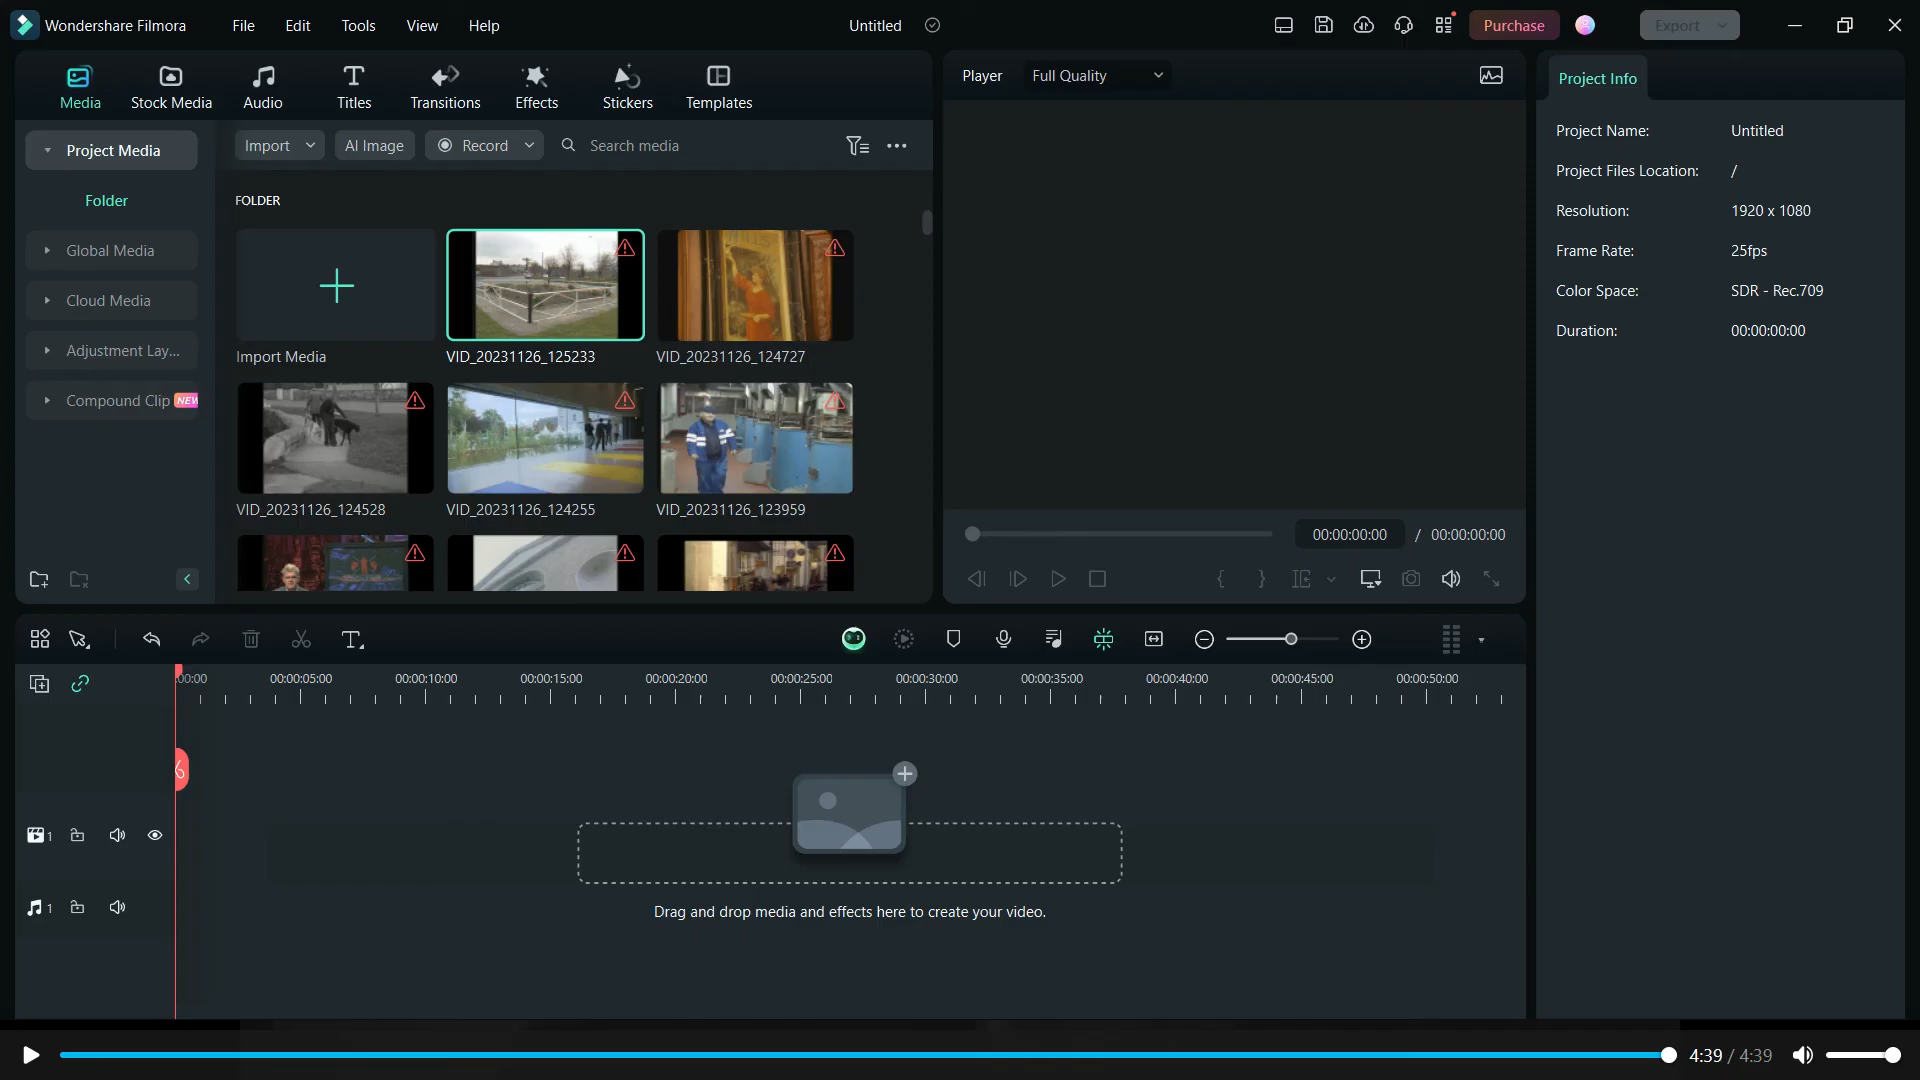 Wondershare Filmora
File
Edit
Tools
View
Help
Untitled
Purchase
Export
Media
Stock Media
Audio
Titles
Transitions
Effects
Stickers
Templates
Player
Full Quality
Project Info
Project Media
Folder
Global Media
Cloud Media
Adjustment Lay...
Compound Clip NEW
Import
AI Image
Record
Search media
FOLDER
Import Media
VID_20231126_125233
VID_20231126_124727
VID_20231126_124528
VID_20231126_124255
VID_20231126_123959
00:00:00:00 / 00:00:00:00
Project Name: Untitled
Project Files Location: /
Resolution: 1920 x 1080
Frame Rate: 25fps
Color Space: SDR - Rec.709
Duration: 00:00:00:00
:00:00
00:00:05:00
00:00:10:00
00:00:15:00
00:00:20:00
00:00:25:00
00:00:30:00
00:00:35:00
00:00:40:00
00:00:45:00
00:00:50:00
1
1
Drag and drop media and effects here to create your video.
4:39 / 4:39